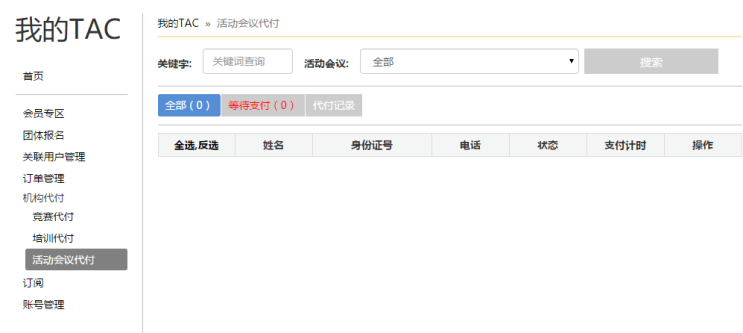 我的TAC
首页
会员专区
团体报名
关联用户管理
订单管理
机构代付
竞赛代付
培训代付
活动会议代付
订阅
账号管理
我的TAC » 活动会议代付
关键字: 关键词查询 活动会议: 全部 搜索
全部（0） 等待支付（0） 代付记录
全选,反选 姓名 身份证号 电话 状态 支付计时 操作